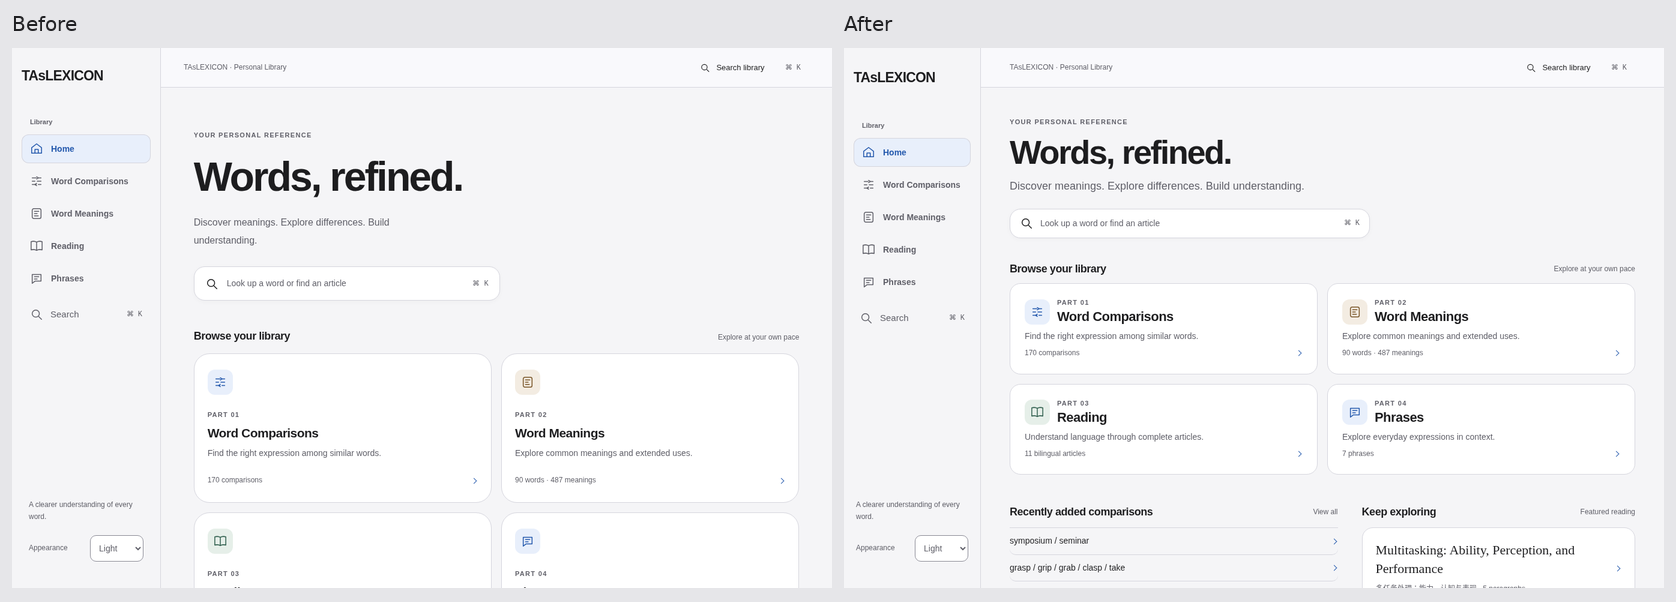 Before
TAsLEXICON
Library
Home
Word Comparisons
Word Meanings
Reading
Phrases
Search ⌘ K
A clearer understanding of every
word.
Appearance Light
TAsLEXICON · Personal Library
Search library ⌘ K
YOUR PERSONAL REFERENCE
Words, refined.
Discover meanings. Explore differences. Build
understanding.
Look up a word or find an article ⌘ K
Browse your library
Explore at your own pace
PART 01
Word Comparisons
Find the right expression among similar words.
170 comparisons
PART 02
Word Meanings
Explore common meanings and extended uses.
90 words · 487 meanings
PART 03
PART 04
After
TAsLEXICON
Library
Home
Word Comparisons
Word Meanings
Reading
Phrases
Search ⌘ K
A clearer understanding of every
word.
Appearance Light
TAsLEXICON · Personal Library
Search library ⌘ K
YOUR PERSONAL REFERENCE
Words, refined.
Discover meanings. Explore differences. Build understanding.
Look up a word or find an article ⌘ K
Browse your library
Explore at your own pace
PART 01
Word Comparisons
Find the right expression among similar words.
170 comparisons
PART 02
Word Meanings
Explore common meanings and extended uses.
90 words · 487 meanings
PART 03
Reading
Understand language through complete articles.
11 bilingual articles
PART 04
Phrases
Explore everyday expressions in context.
7 phrases
Recently added comparisons
View all
symposium / seminar
grasp / grip / grab / clasp / take
Keep exploring
Featured reading
Multitasking: Ability, Perception, and
Performance